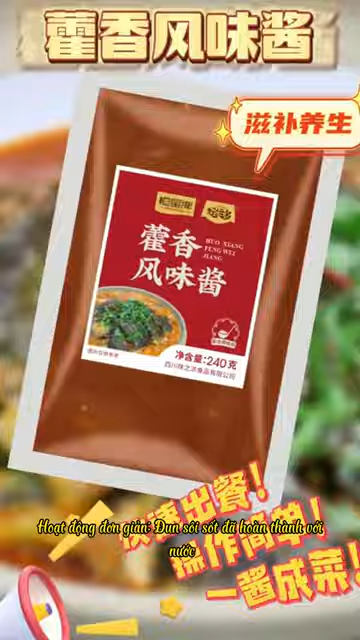 藿香风味酱
滋补养生
藿香
风味酱
HUO XIANG
FENG WEI
JIANG
净含量:240克
四川味之浓食品有限公司
快速出餐!
操作简单!
一酱成菜!
Hoạt động đơn giản: Đun sôi sốt đã hoàn thành với
nước